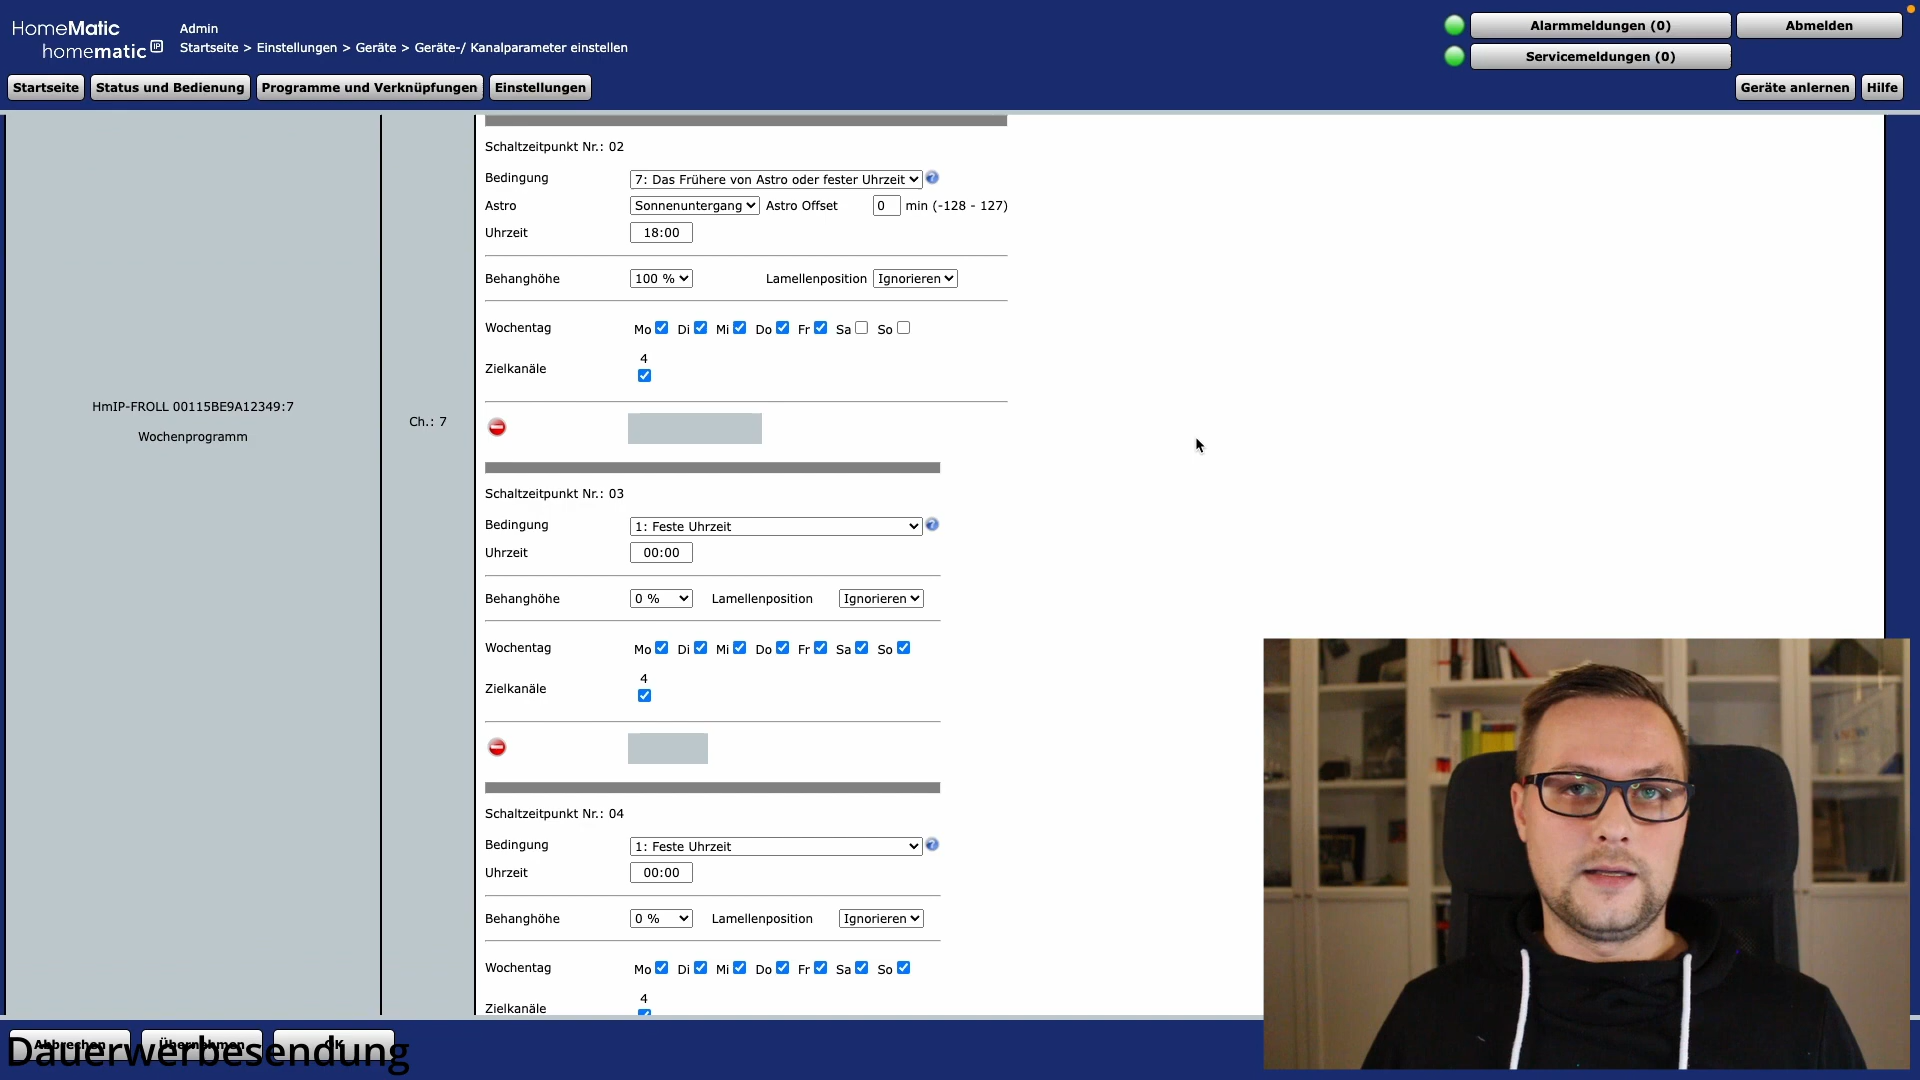 HomeMatic
homematic IP
Admin
Startseite > Einstellungen > Geräte > Geräte-/ Kanalparameter einstellen
Alarmmeldungen (0)
Abmelden
Servicemeldungen (0)
Startseite
Status und Bedienung
Programme und Verknüpfungen
Einstellungen
Geräte anlernen
Hilfe
HmIP-FROLL 00115BE9A12349:7
Wochenprogramm
Ch.: 7
Schaltzeitpunkt Nr.: 02
Bedingung 7: Das Frühere von Astro oder fester Uhrzeit
Astro Sonnenuntergang Astro Offset 0 min (-128 - 127)
Uhrzeit 18:00
Behanghöhe 100 % Lamellenposition Ignorieren
Wochentag Mo Di Mi Do Fr Sa So
4
Zielkanäle
Schaltzeitpunkt Nr.: 03
Bedingung 1: Feste Uhrzeit
Uhrzeit 00:00
Behanghöhe 0 % Lamellenposition Ignorieren
Wochentag Mo Di Mi Do Fr Sa So
4
Zielkanäle
Schaltzeitpunkt Nr.: 04
Bedingung 1: Feste Uhrzeit
Uhrzeit 00:00
Behanghöhe 0 % Lamellenposition Ignorieren
Wochentag Mo Di Mi Do Fr Sa So
4
Zielkanäle
Abbrechen
Übernehmen
OK
Dauerwerbesendung